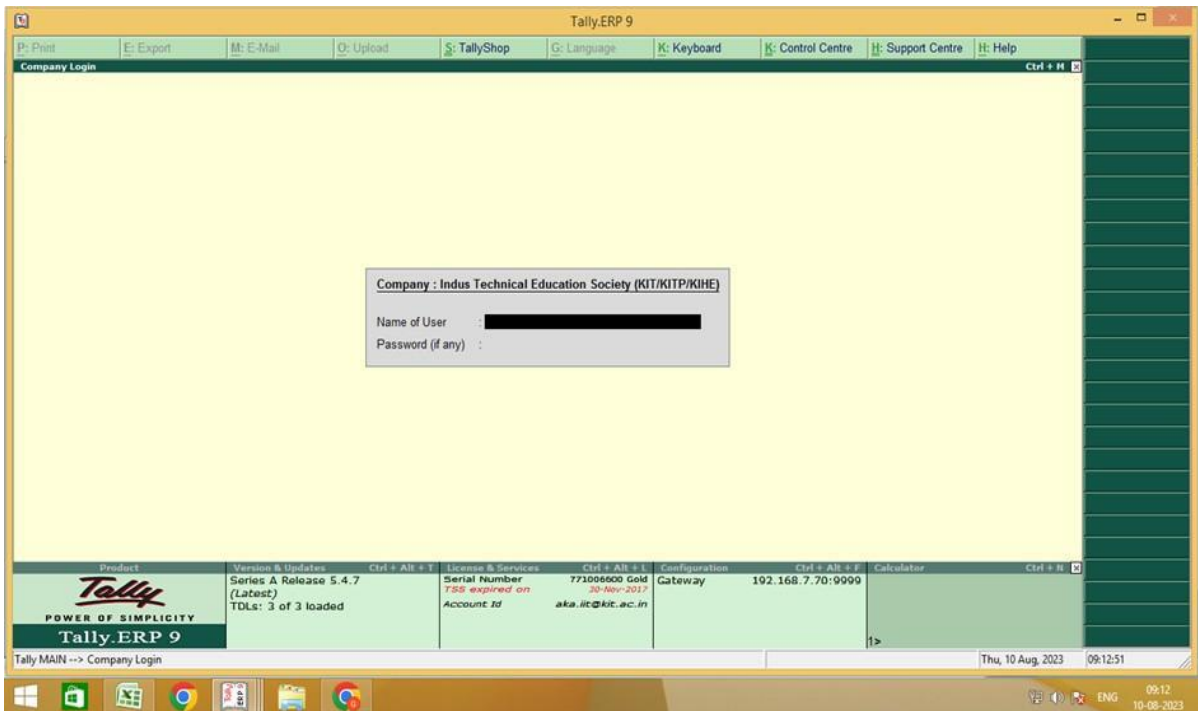 Tally.ERP 9
P: Print E: Export M: E-Mail O: Upload S: TallyShop G: Language K: Keyboard K: Control Centre H: Support Centre H: Help
Company Login Ctrl + M
Company : Indus Technical Education Society (KIT/KITP/KIHE)
Name of User :
Password (if any) :
Product Version & Updates Ctrl + Alt + T License & Services Ctrl + Alt + L Configuration Ctrl + Alt + F Calculator Ctrl + N
Tally
POWER OF SIMPLICITY
Tally.ERP 9
Series A Release 5.4.7
(Latest)
TDLs: 3 of 3 loaded
Serial Number 771006600 Gold
TSS expired on 30-Nov-2017
Account Id aka.iit@kit.ac.in
Gateway 192.168.7.70:9999
1>
Tally MAIN --> Company Login Thu, 10 Aug, 2023 09:12:51
ENG 09:12
10-08-2023